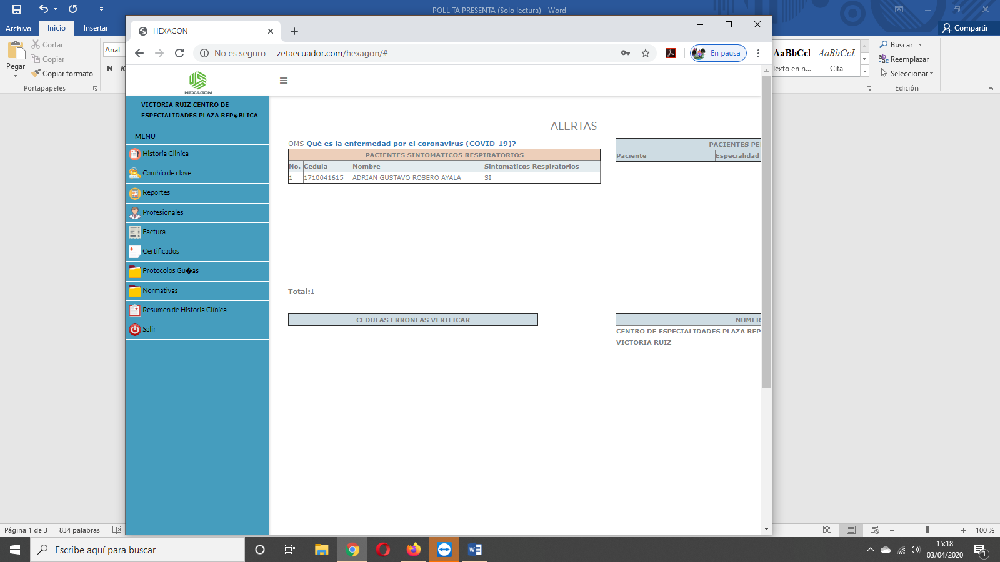 POLLITA PRESENTA (Solo lectura) - Word
Archivo
Inicio
Insertar
Compartir
Pegar
Cortar
Copiar
Copiar formato
Portapapeles
Arial
N
K
AaBbCcI
AaBbCcL
Texto en n...
Cita
Buscar
Reemplazar
Seleccionar
Edición
HEXAGON
No es seguro
zetaecuador.com/hexagon/#
En pausa
HEXAGON
VICTORIA RUIZ CENTRO DE
ESPECIALIDADES PLAZA REP�BLICA
MENU
Historia Clinica
Cambio de clave
Reportes
Profesionales
Factura
Certificados
Protocolos Gu�as
Normativas
Resumen de Historia Clínica
Salir
ALERTAS
OMS Qué es la enfermedad por el coronavirus (COVID-19)?
PACIENTES SINTOMATICOS RESPIRATORIOS
No. Cedula Nombre Sintomaticos Respiratorios
1 1710041615 ADRIAN GUSTAVO ROSERO AYALA SI
Total:1
PACIENTES PE
Paciente Especialidad
CEDULAS ERRONEAS VERIFICAR
NUMER
CENTRO DE ESPECIALIDADES PLAZA REP
VICTORIA RUIZ
Página 1 de 3 834 palabras
100 %
Escribe aquí para buscar
15:18
03/04/2020
1